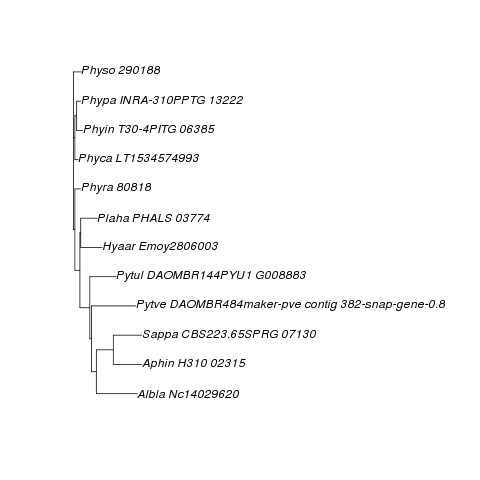 Physo 290188
Phypa INRA-310PPTG 13222
Phyin T30-4PITG 06385
Phyca LT1534574993
Phyra 80818
Plaha PHALS 03774
Hyaar Emoy2806003
Pytul DAOMBR144PYU1 G008883
Pytve DAOMBR484maker-pve contig 382-snap-gene-0.8
Sappa CBS223.65SPRG 07130
Aphin H310 02315
Albla Nc14029620